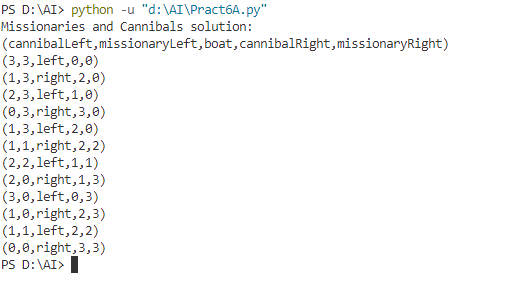 PS D:\AI> python -u "d:\AI\Pract6A.py"
Missionaries and Cannibals solution:
(cannibalLeft,missionaryLeft,boat,cannibalRight,missionaryRight)
(3,3,left,0,0)
(1,3,right,2,0)
(2,3,left,1,0)
(0,3,right,3,0)
(1,3,left,2,0)
(1,1,right,2,2)
(2,2,left,1,1)
(2,0,right,1,3)
(3,0,left,0,3)
(1,0,right,2,3)
(1,1,left,2,2)
(0,0,right,3,3)
PS D:\AI>